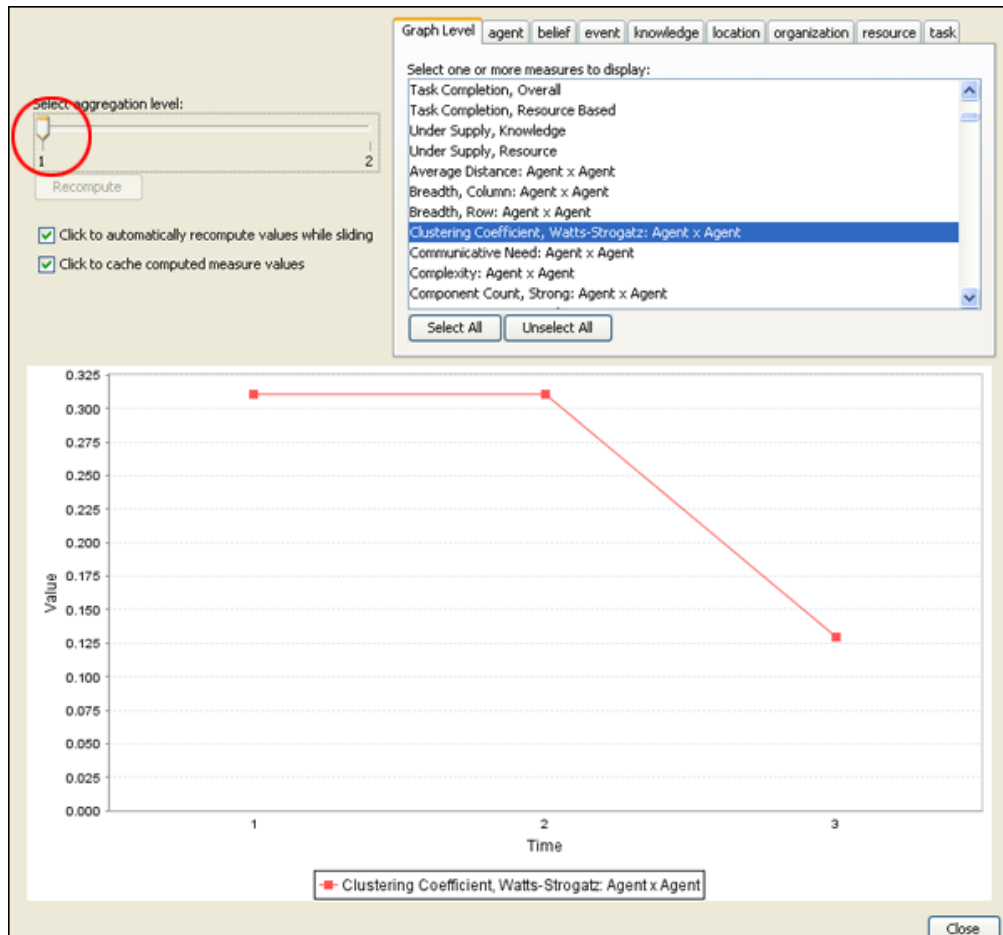 Graph Level agent belief event knowledge location organization resource task
Select one or more measures to display:
Task Completion, Overall
Task Completion, Resource Based
Under Supply, Knowledge
Under Supply, Resource
Average Distance: Agent x Agent
Breadth, Column: Agent x Agent
Breadth, Row: Agent x Agent
Clustering Coefficient, Watts-Strogatz: Agent x Agent
Communicative Need: Agent x Agent
Complexity: Agent x Agent
Component Count, Strong: Agent x Agent
Select All Unselect All
Select aggregation level:
1 2
Recompute
Click to automatically recompute values while sliding
Click to cache computed measure values
0.325
0.300
0.275
0.250
0.225
0.200
0.175
0.150
0.125
0.100
0.075
0.050
0.025
0.000
Value
1 2 3
Time
Clustering Coefficient, Watts-Strogatz: Agent x Agent
Close